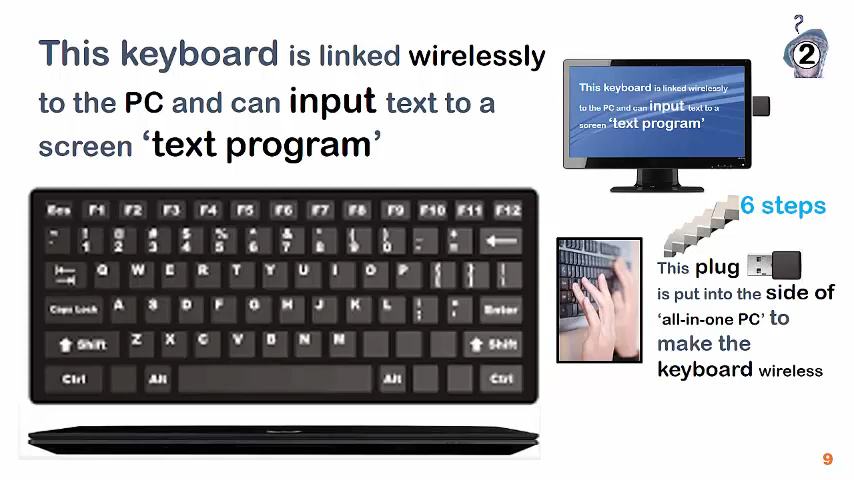 This keyboard is linked wirelessly
to the PC and can input text to a
screen ‘text program’
?
2
This keyboard is linked wirelessly
to the PC and can input text to a
screen ‘text program’
6 steps
This plug
is put into the side of
‘all-in-one PC’ to
make the
keyboard wireless
Esc F1 F2 F3 F4 F5 F6 F7 F8 F9 F10 F11 F12
Q W E R T Y U I O P
Caps Lock A S D F G H J K L Enter
Shift Z X C V B N M Shift
Ctrl Alt Alt Ctrl
9